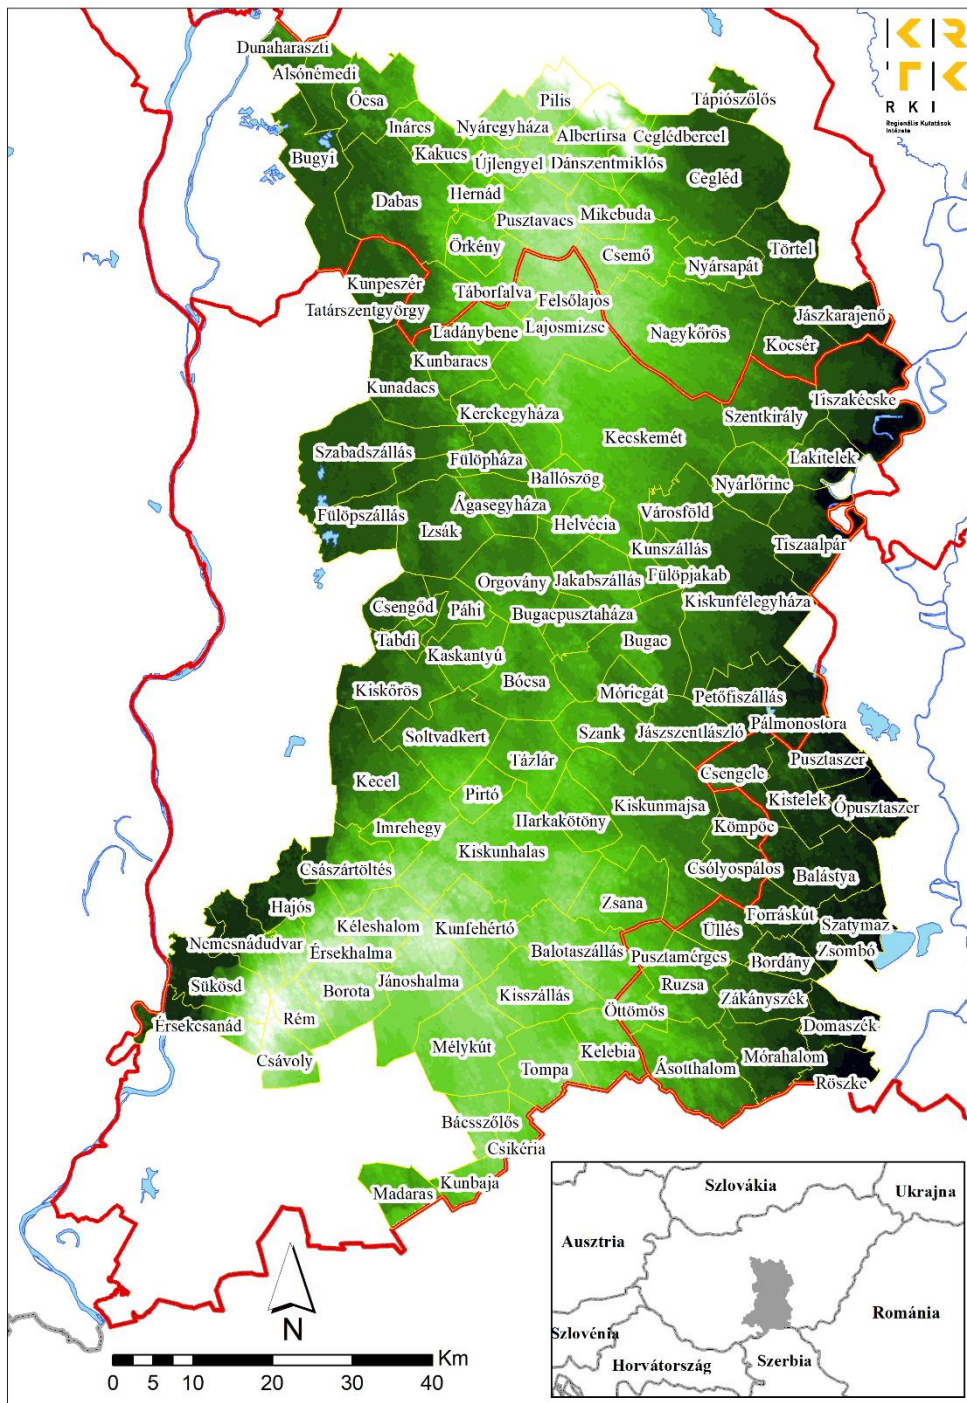 KR
TK
R K I
Regionális Kutatások
Intézete
Dunaharaszti
Alsónémedi
Ócsa
Pilis
Tápiószőlős
Inárcs
Nyáregyháza
Albertirsa
Ceglédbercel
Bugyi
Kakucs
Újlengyel
Dánszentmiklós
Cegléd
Dabas
Hernád
Pusztavacs
Mikebuda
Örkény
Csemő
Nyársapát
Törtel
Kunpeszér
Táborfalva
Felsőlajos
Tatárszentgyörgy
Jászkarajenő
Ladánybene
Lajosmizse
Nagykőrös
Kocsér
Kunbaracs
Kunadacs
Tiszakécske
Kerekegyháza
Szentkirály
Kecskemét
Szabadszállás
Fülöpháza
Lakitelek
Ballószög
Nyárlőrinc
Ágasegyháza
Fülöpszállás
Izsák
Helvécia
Városföld
Kunszállás
Tiszaalpár
Orgovány
Jakabszállás
Fülöpjakab
Csengőd
Páhi
Bugacpusztaháza
Kiskunfélegyháza
Tabdi
Kaskantyú
Bugac
Kiskőrös
Bócsa
Móricgát
Petőfiszállás
Soltvadkert
Szank
Jászszentlászló
Pálmonostora
Tázlár
Pusztaszer
Kecel
Csengele
Pirtó
Kiskunmajsa
Kistelek
Ópusztaszer
Imrehegy
Harkakötöny
Kömpöc
Kiskunhalas
Császártöltés
Csólyospálos
Balástya
Hajós
Zsana
Kéleshalom
Kunfehértó
Üllés
Forráskút
Szatymaz
Nemesnádudvar
Érsekhalma
Balotaszállás
Pusztamérges
Bordány
Zsombó
Sükösd
Borota
Jánoshalma
Kisszállás
Ruzsa
Zákányszék
Érsekcsanád
Rém
Öttömös
Domaszék
Csávoly
Mélykút
Kelebia
Mórahalom
Tompa
Ásotthalom
Röszke
Bácsszőlős
Csikéria
Kunbaja
Madaras
N
Km
0 5 10 20 30 40
Szlovákia
Ukrajna
Ausztria
Románia
Szlovénia
Horvátország
Szerbia